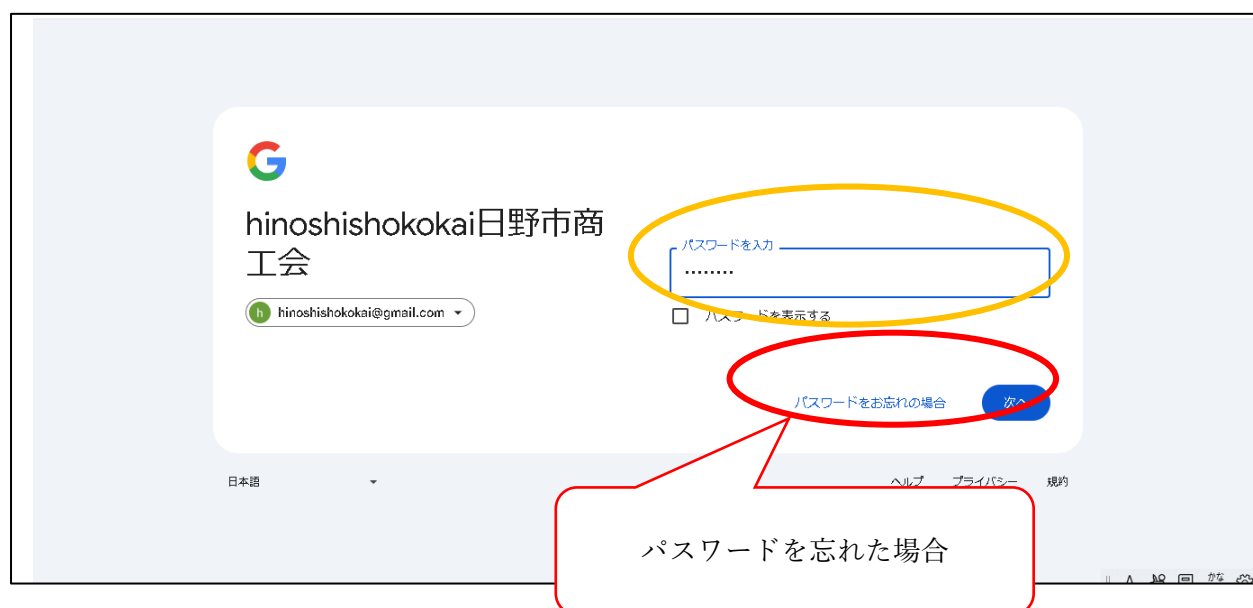 hinoshishokokai日野市商
工会
h hinoshishokokai@gmail.com
パスワードを入力
........
パスワードを表示する
パスワードをお忘れの場合
次へ
日本語
ヘルプ プライバシー 規約
パスワードを忘れた場合
A かな